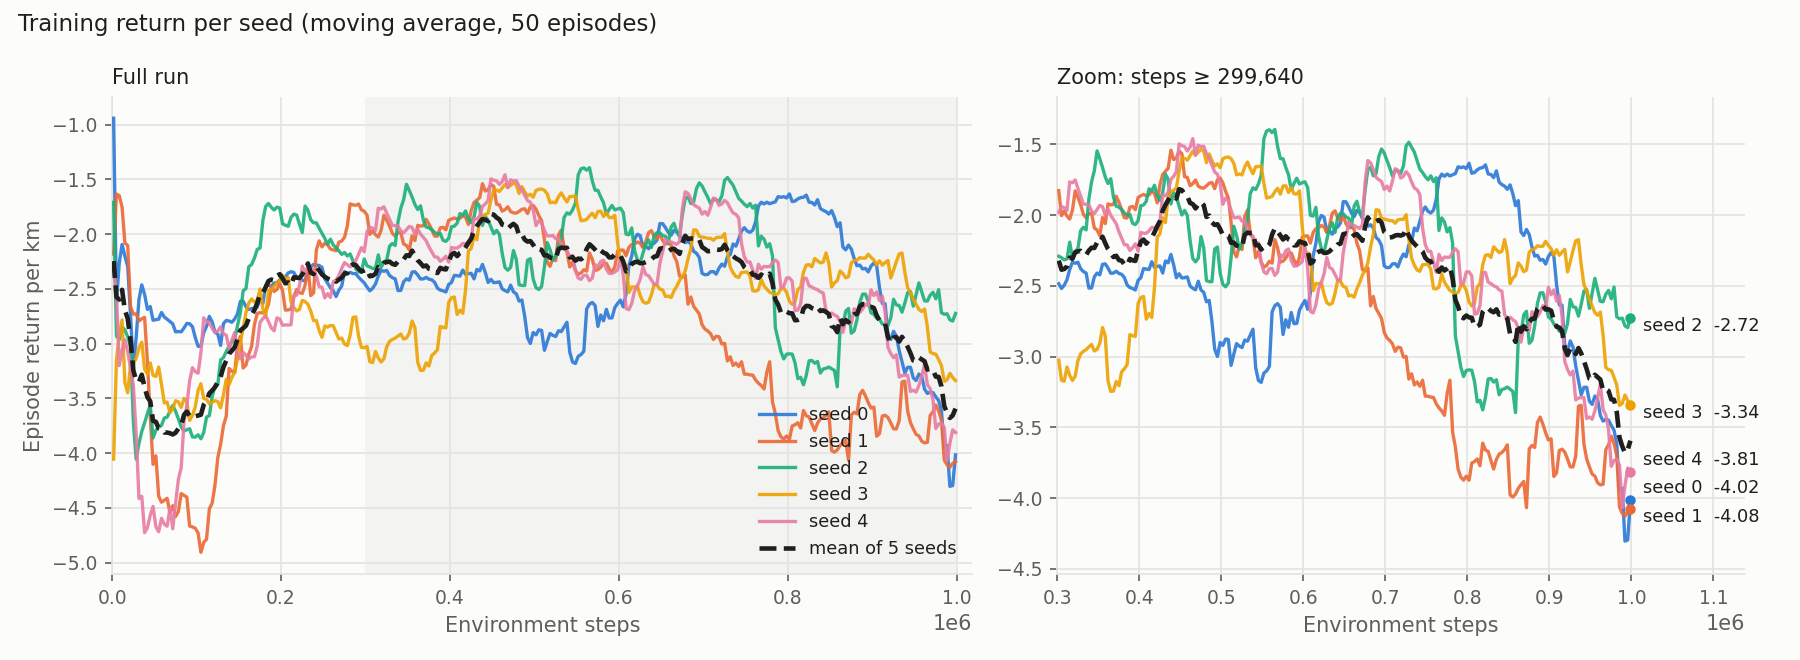 Training return per seed (moving average, 50 episodes)
Full run
Episode return per km
−1.0
−1.5
−2.0
−2.5
−3.0
−3.5
−4.0
−4.5
−5.0
0.0 0.2 0.4 0.6 0.8 1.0
1e6
Environment steps
seed 0
seed 1
seed 2
seed 3
seed 4
mean of 5 seeds
Zoom: steps ≥ 299,640
−1.5
−2.0
−2.5
−3.0
−3.5
−4.0
−4.5
seed 2 -2.72
seed 3 -3.34
seed 4 -3.81
seed 0 -4.02
seed 1 -4.08
0.3 0.4 0.5 0.6 0.7 0.8 0.9 1.0 1.1
1e6
Environment steps